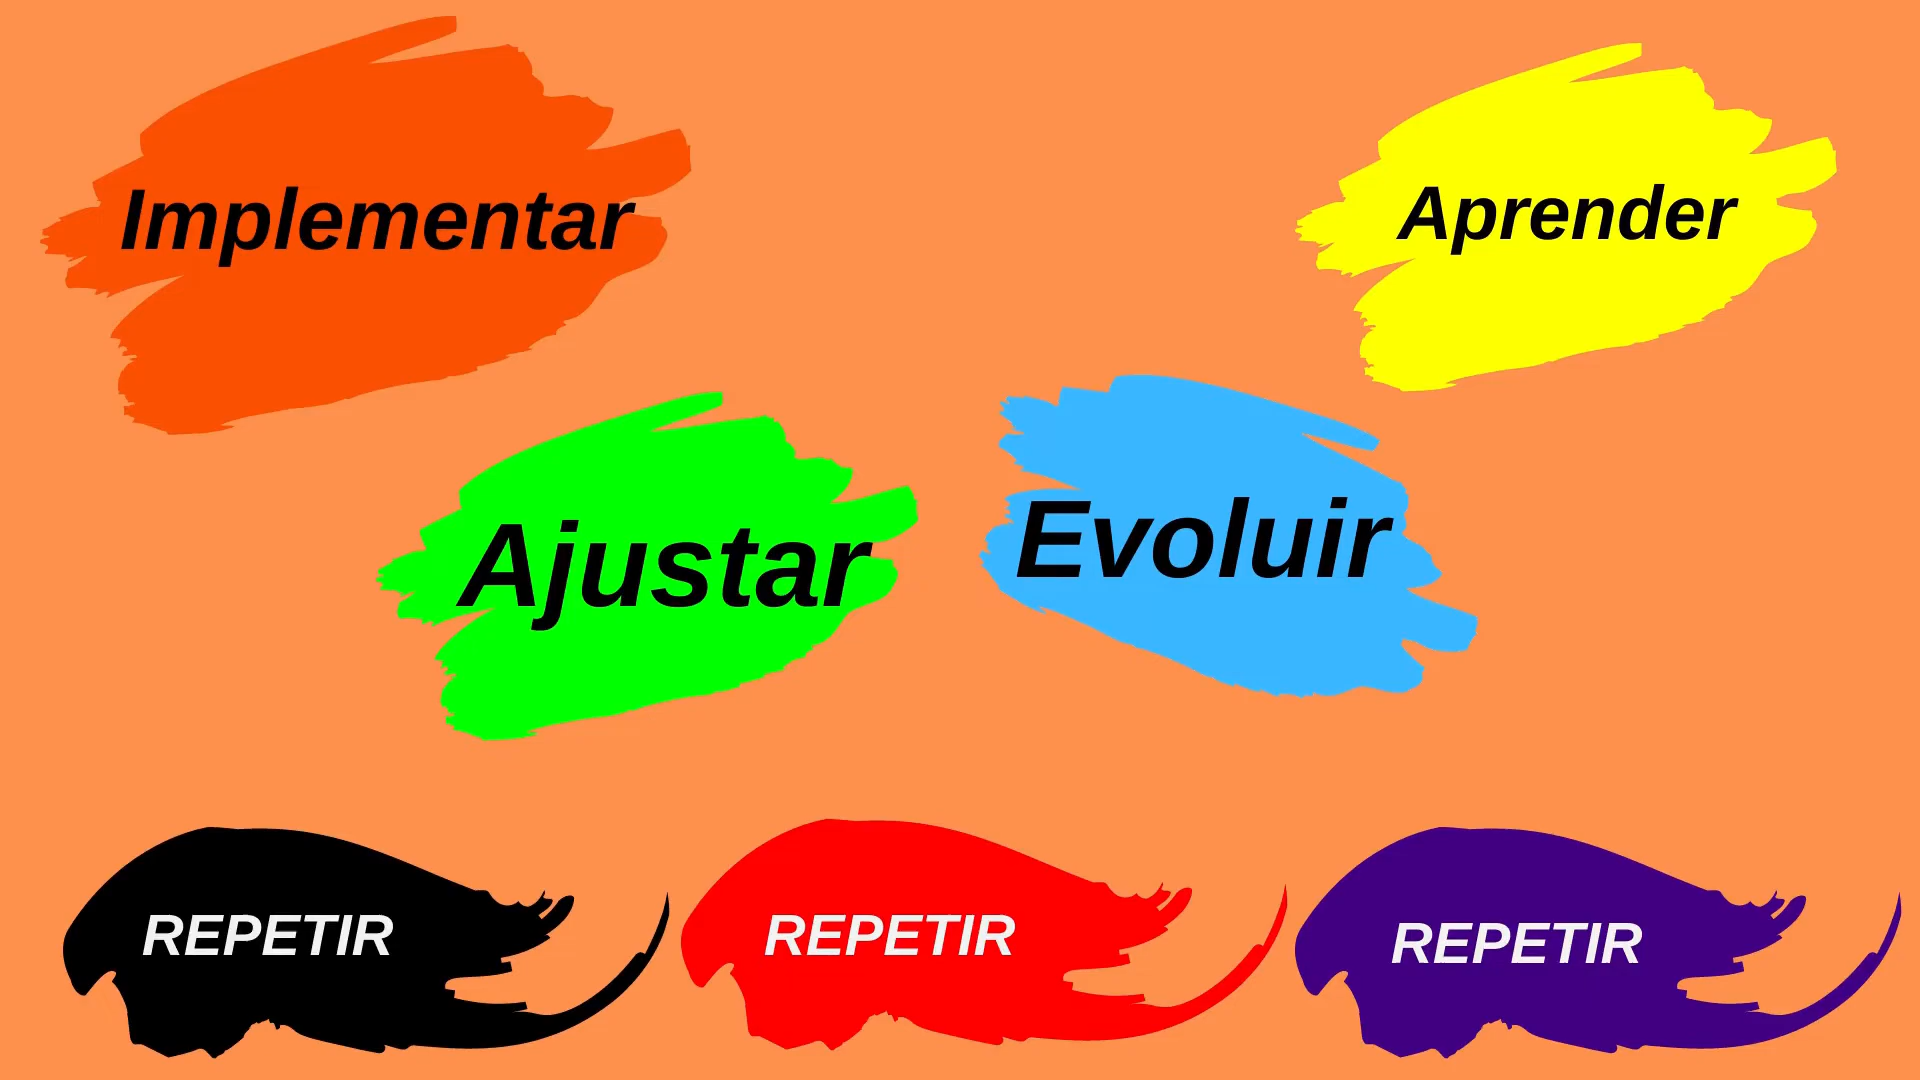 Implementar
Aprender
Ajustar
Evoluir
REPETIR
REPETIR
REPETIR